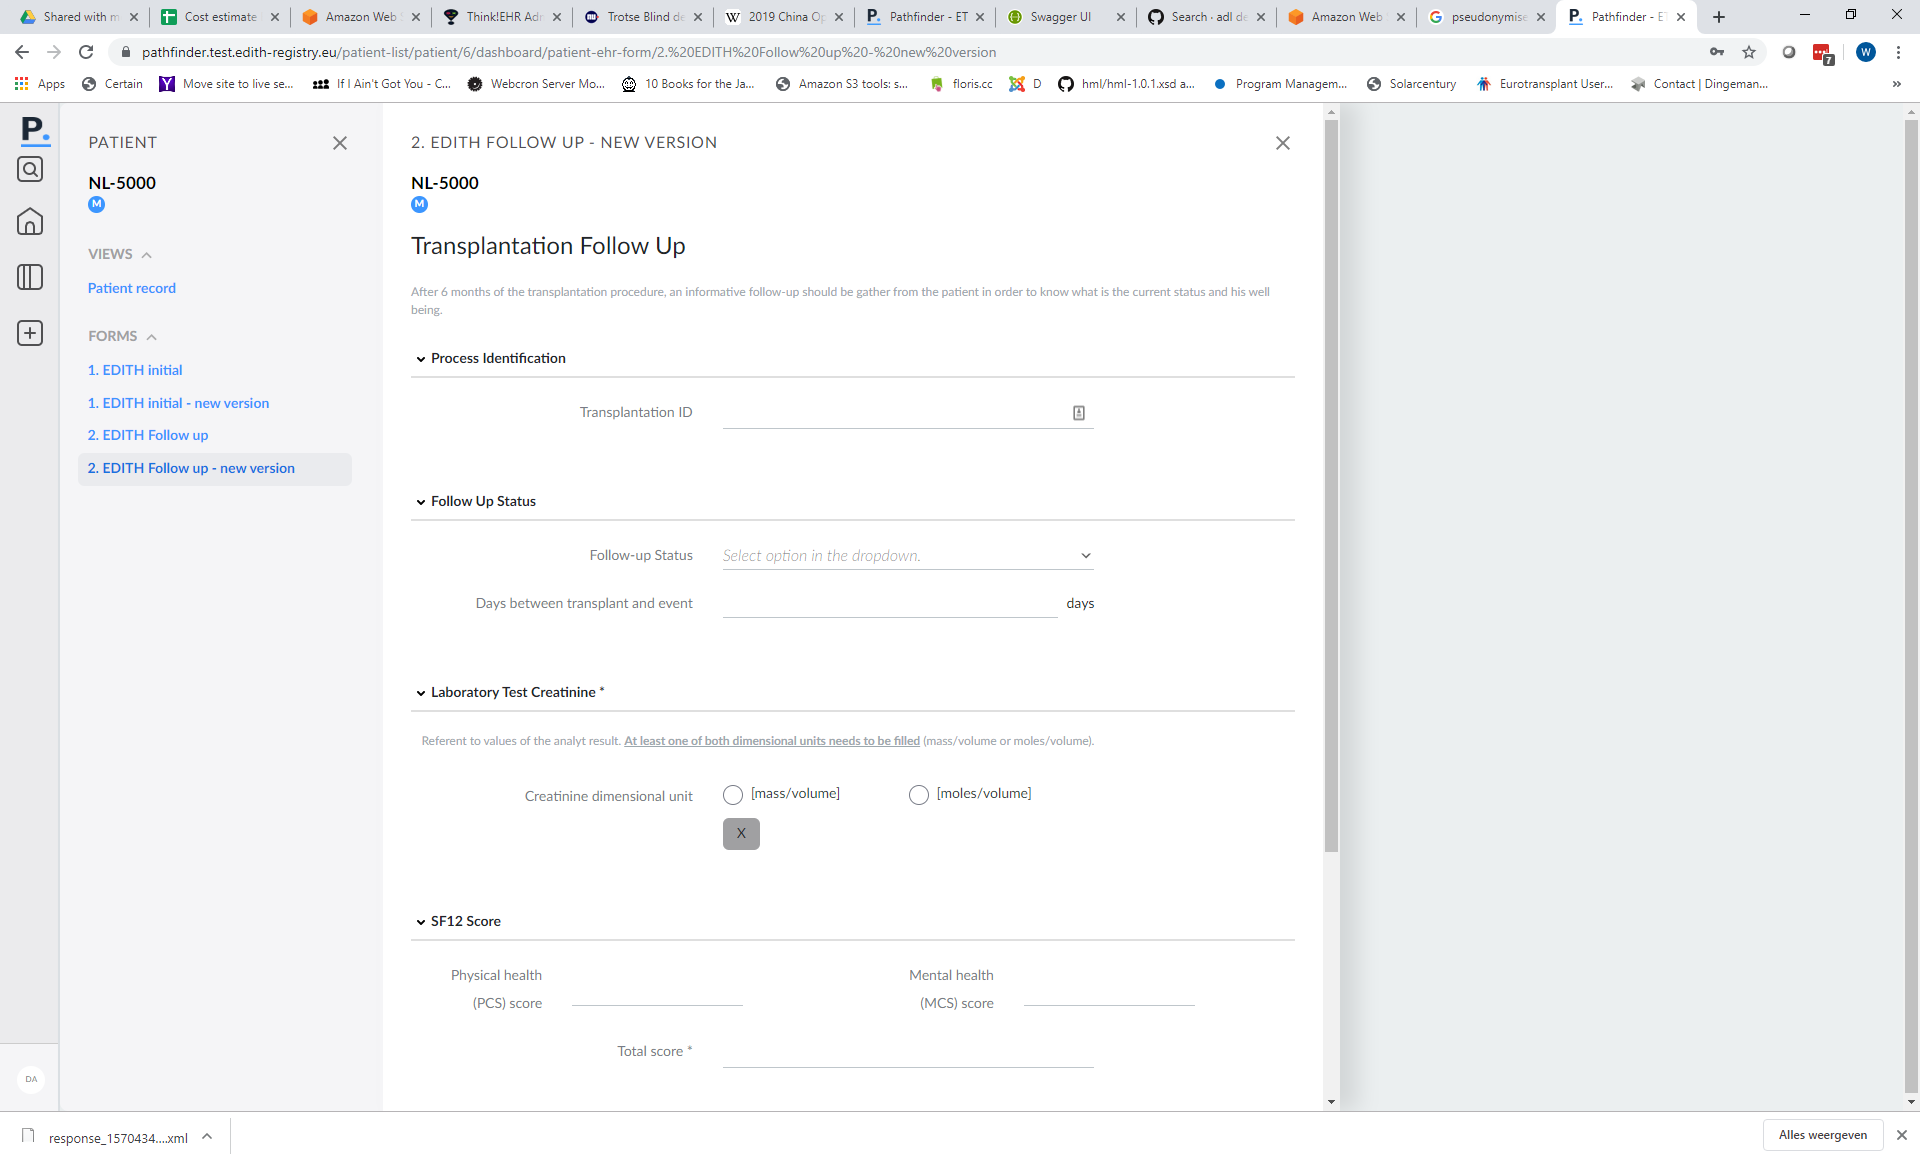 Shared with m
Cost estimate
Amazon Web S
Think!EHR Adm
nu
Trotse Blind de
W
2019 China Op
P.
Pathfinder - ET
Swagger UI
Search · adl de
Amazon Web
G
pseudonymise
P.
Pathfinder - ET
pathfinder.test.edith-registry.eu/patient-list/patient/6/dashboard/patient-ehr-form/2.%20EDITH%20Follow%20up%20-%20new%20version
7
W
Apps
Certain
Y
Move site to live se...
If I Ain't Got You - C...
Webcron Server Mo...
10 Books for the Ja...
Amazon S3 tools: s...
floris.cc
D
hml/hml-1.0.1.xsd a...
Program Managem...
Solarcentury
Eurotransplant User...
Contact | Dingeman...
»
P.
PATIENT
NL-5000
M
VIEWS
Patient record
FORMS
1. EDITH initial
1. EDITH initial - new version
2. EDITH Follow up
2. EDITH Follow up - new version
DA
2. EDITH FOLLOW UP - NEW VERSION
NL-5000
M
Transplantation Follow Up
After 6 months of the transplantation procedure, an informative follow-up should be gather from the patient in order to know what is the current status and his well
being.
Process Identification
Transplantation ID
Follow Up Status
Follow-up Status
Select option in the dropdown.
Days between transplant and event
days
Laboratory Test Creatinine *
Referent to values of the analyt result. At least one of both dimensional units needs to be filled (mass/volume or moles/volume).
Creatinine dimensional unit
[mass/volume]
[moles/volume]
X
SF12 Score
Physical health
(PCS) score
Mental health
(MCS) score
Total score *
response_1570434....xml
Alles weergeven